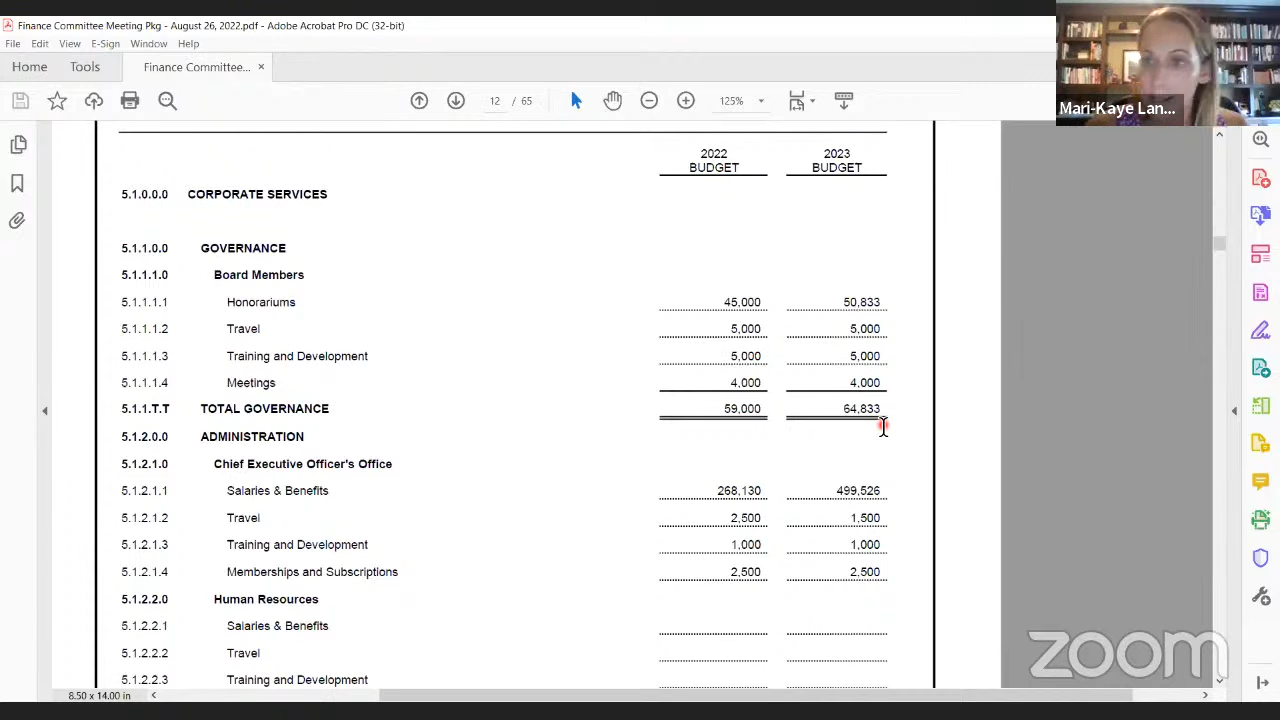 Finance Committee Meeting Pkg - August 26, 2022.pdf - Adobe Acrobat Pro DC (32-bit)
File Edit View E-Sign Window Help
Home Tools Finance Committee... ×
12 / 65 125%
Mari-Kaye Lan...
2022 2023
BUDGET BUDGET
5.1.0.0.0 CORPORATE SERVICES
5.1.1.0.0 GOVERNANCE
5.1.1.1.0 Board Members
5.1.1.1.1 Honorariums 45,000 50,833
5.1.1.1.2 Travel 5,000 5,000
5.1.1.1.3 Training and Development 5,000 5,000
5.1.1.1.4 Meetings 4,000 4,000
5.1.1.T.T TOTAL GOVERNANCE 59,000 64,833
5.1.2.0.0 ADMINISTRATION
5.1.2.1.0 Chief Executive Officer's Office
5.1.2.1.1 Salaries & Benefits 268,130 499,526
5.1.2.1.2 Travel 2,500 1,500
5.1.2.1.3 Training and Development 1,000 1,000
5.1.2.1.4 Memberships and Subscriptions 2,500 2,500
5.1.2.2.0 Human Resources
5.1.2.2.1 Salaries & Benefits
5.1.2.2.2 Travel
5.1.2.2.3 Training and Development
8.50 x 14.00 in
zoom